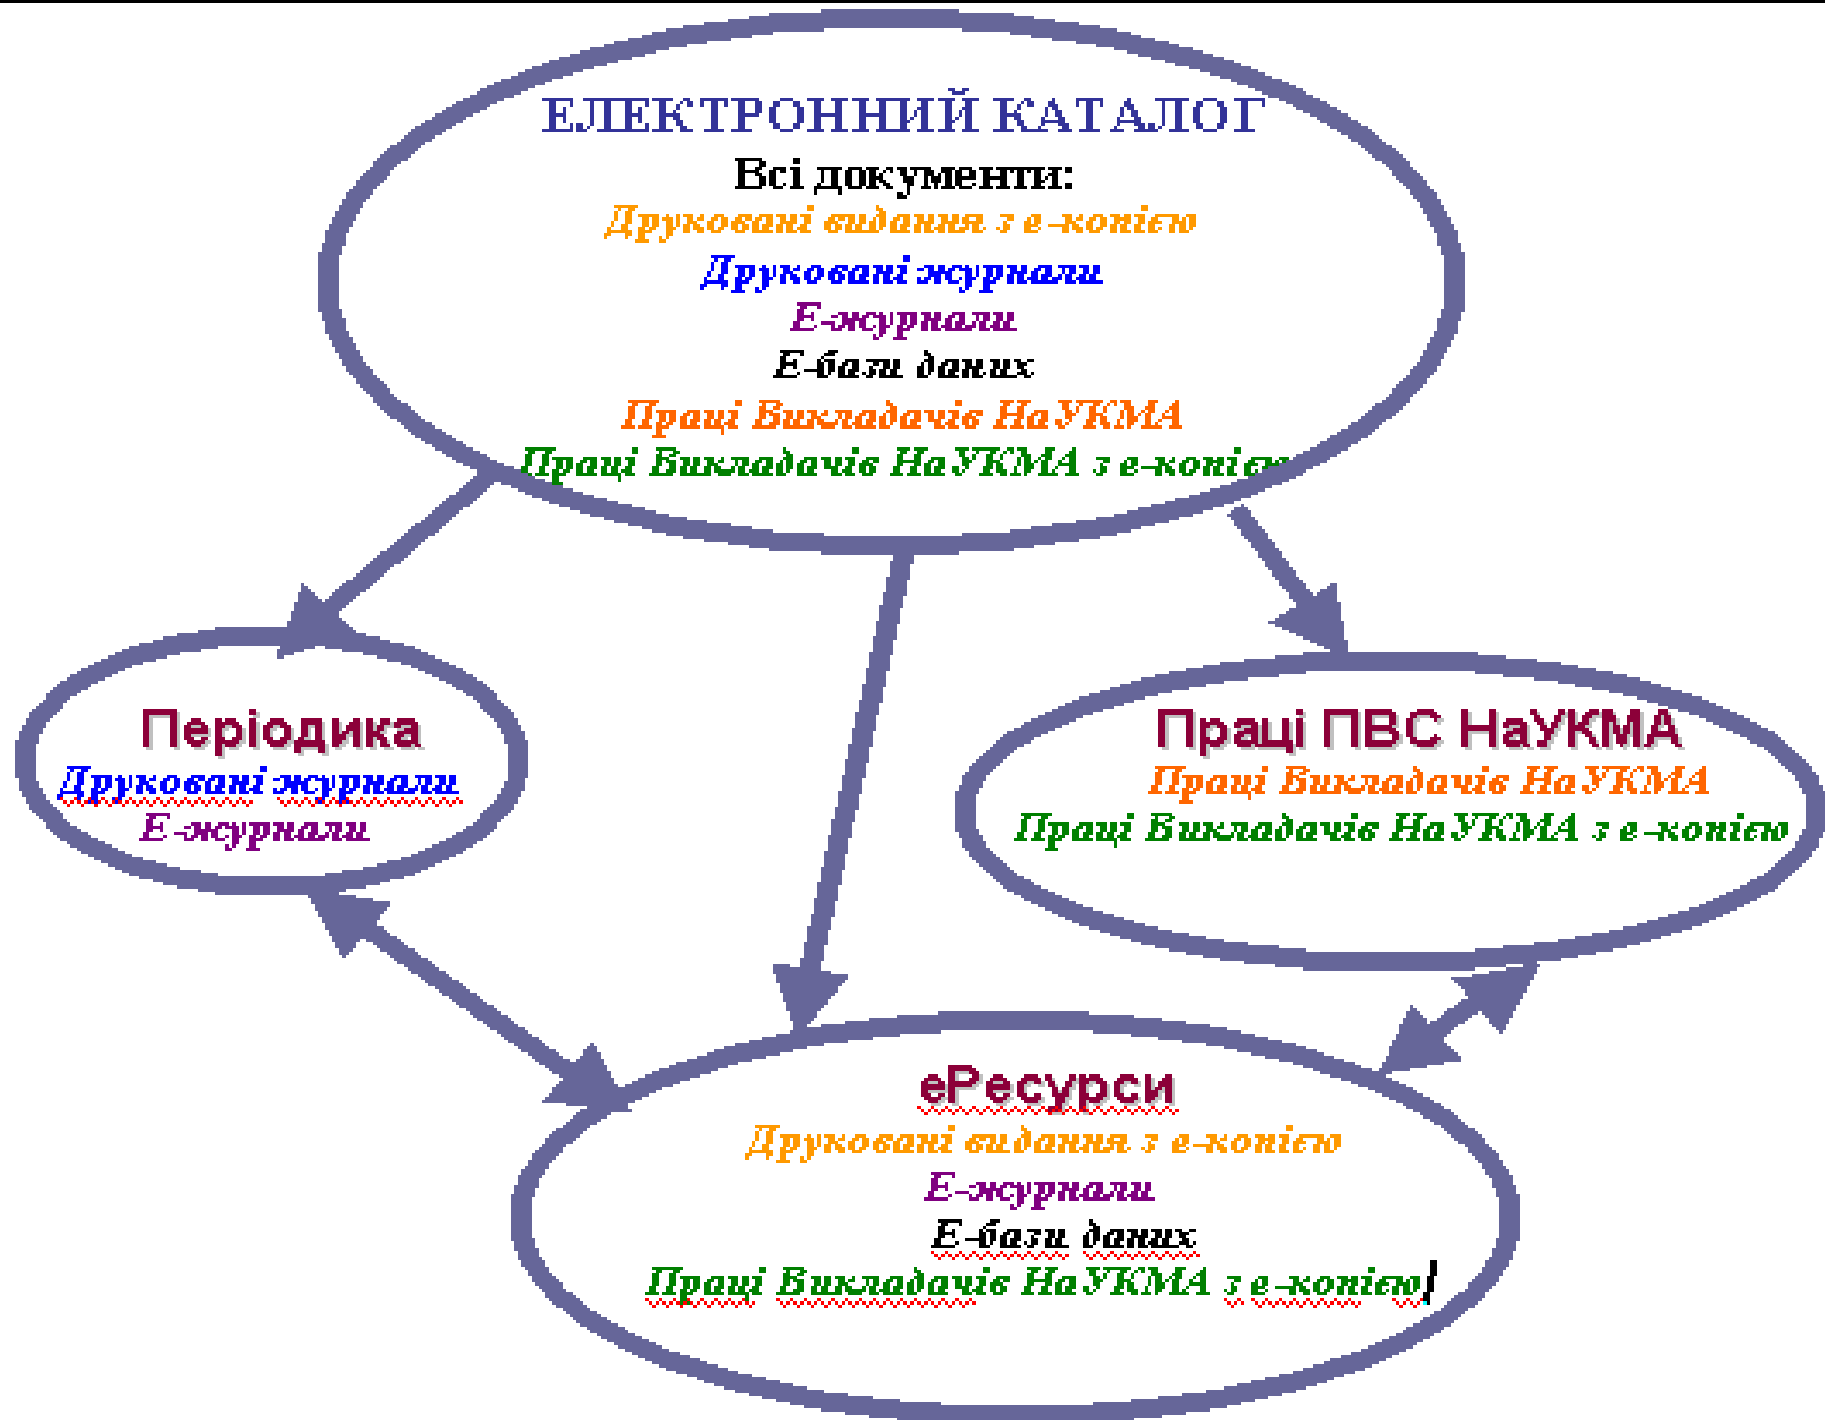 ЕЛЕКТРОННИЙ КАТАЛОГ
Всі документи:
Друковані видання з е-копією
Друковані журнали
Е-журнали
Е-бази даних
Праці Викладачів НаУКМА
Праці Викладачів НаУКМА з е-копією
Періодика
Друковані журнали
Е-журнали
Праці ПВС НаУКМА
Праці Викладачів НаУКМА
Праці Викладачів НаУКМА з е-копією
еРесурси
Друковані видання з е-копією
Е-журнали
Е-бази даних
Праці Викладачів НаУКМА з е-копією